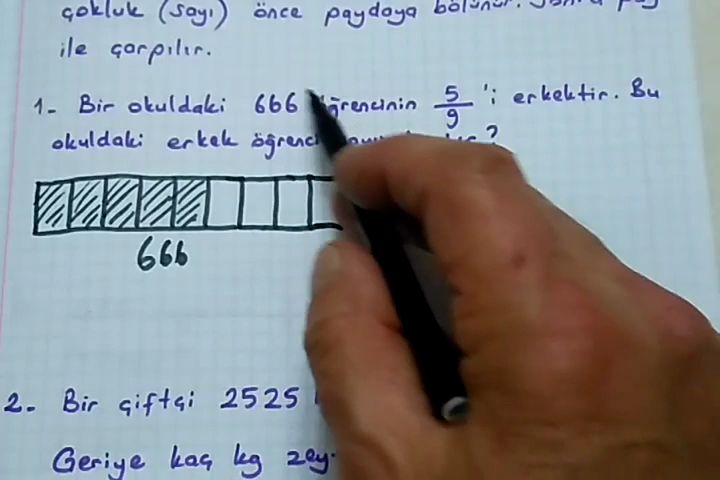 çokluk (sayı) önce paydaya bölünür.
ile çarpılır.
1- Bir okuldaki 666 öğrencinin 5/9 'i erkektir. Bu
okuldaki erkek
666
2. Bir çiftçi 2525
Geriye kaç kg